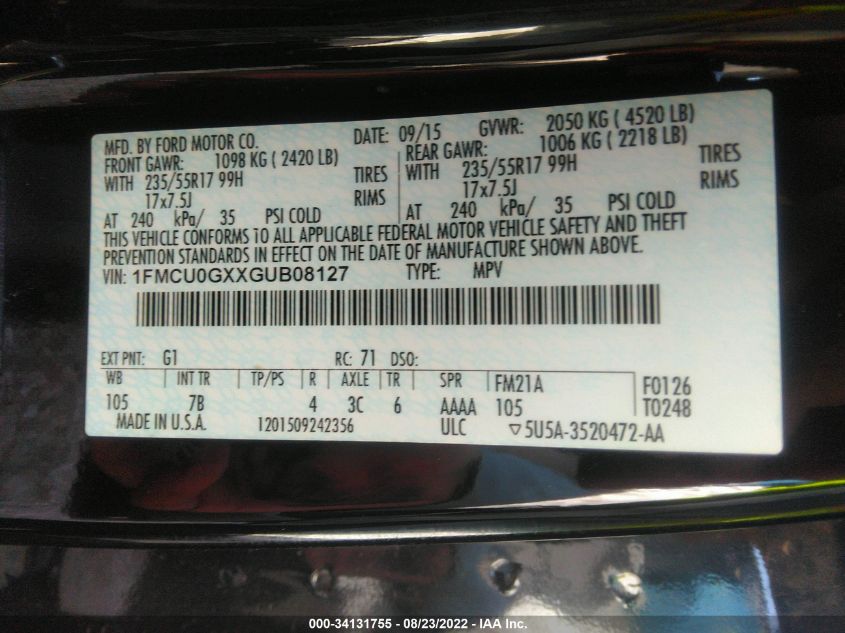 MFD. BY FORD MOTOR CO. DATE: 09/15 GVWR: 2050 KG ( 4520 LB)
FRONT GAWR: 1098 KG ( 2420 LB) REAR GAWR: 1006 KG ( 2218 LB)
WITH 235/55R17 99H TIRES WITH 235/55R17 99H TIRES
17x7.5J RIMS 17x7.5J RIMS
AT 240 kPa/ 35 PSI COLD AT 240 kPa/ 35 PSI COLD
THIS VEHICLE CONFORMS TO ALL APPLICABLE FEDERAL MOTOR VEHICLE SAFETY AND THEFT
PREVENTION STANDARDS IN EFFECT ON THE DATE OF MANUFACTURE SHOWN ABOVE.
VIN: 1FMCU0GXXGUB08127 TYPE: MPV
EXT PNT: G1 RC: 71 DSO:
WB INT TR TP/PS R AXLE TR SPR FM21A F0126
105 7B 4 3C 6 AAAA 105 T0248
MADE IN U.S.A. 1201509242356 ULC ▽5U5A-3520472-AA
000-34131755 - 08/23/2022 - IAA Inc.